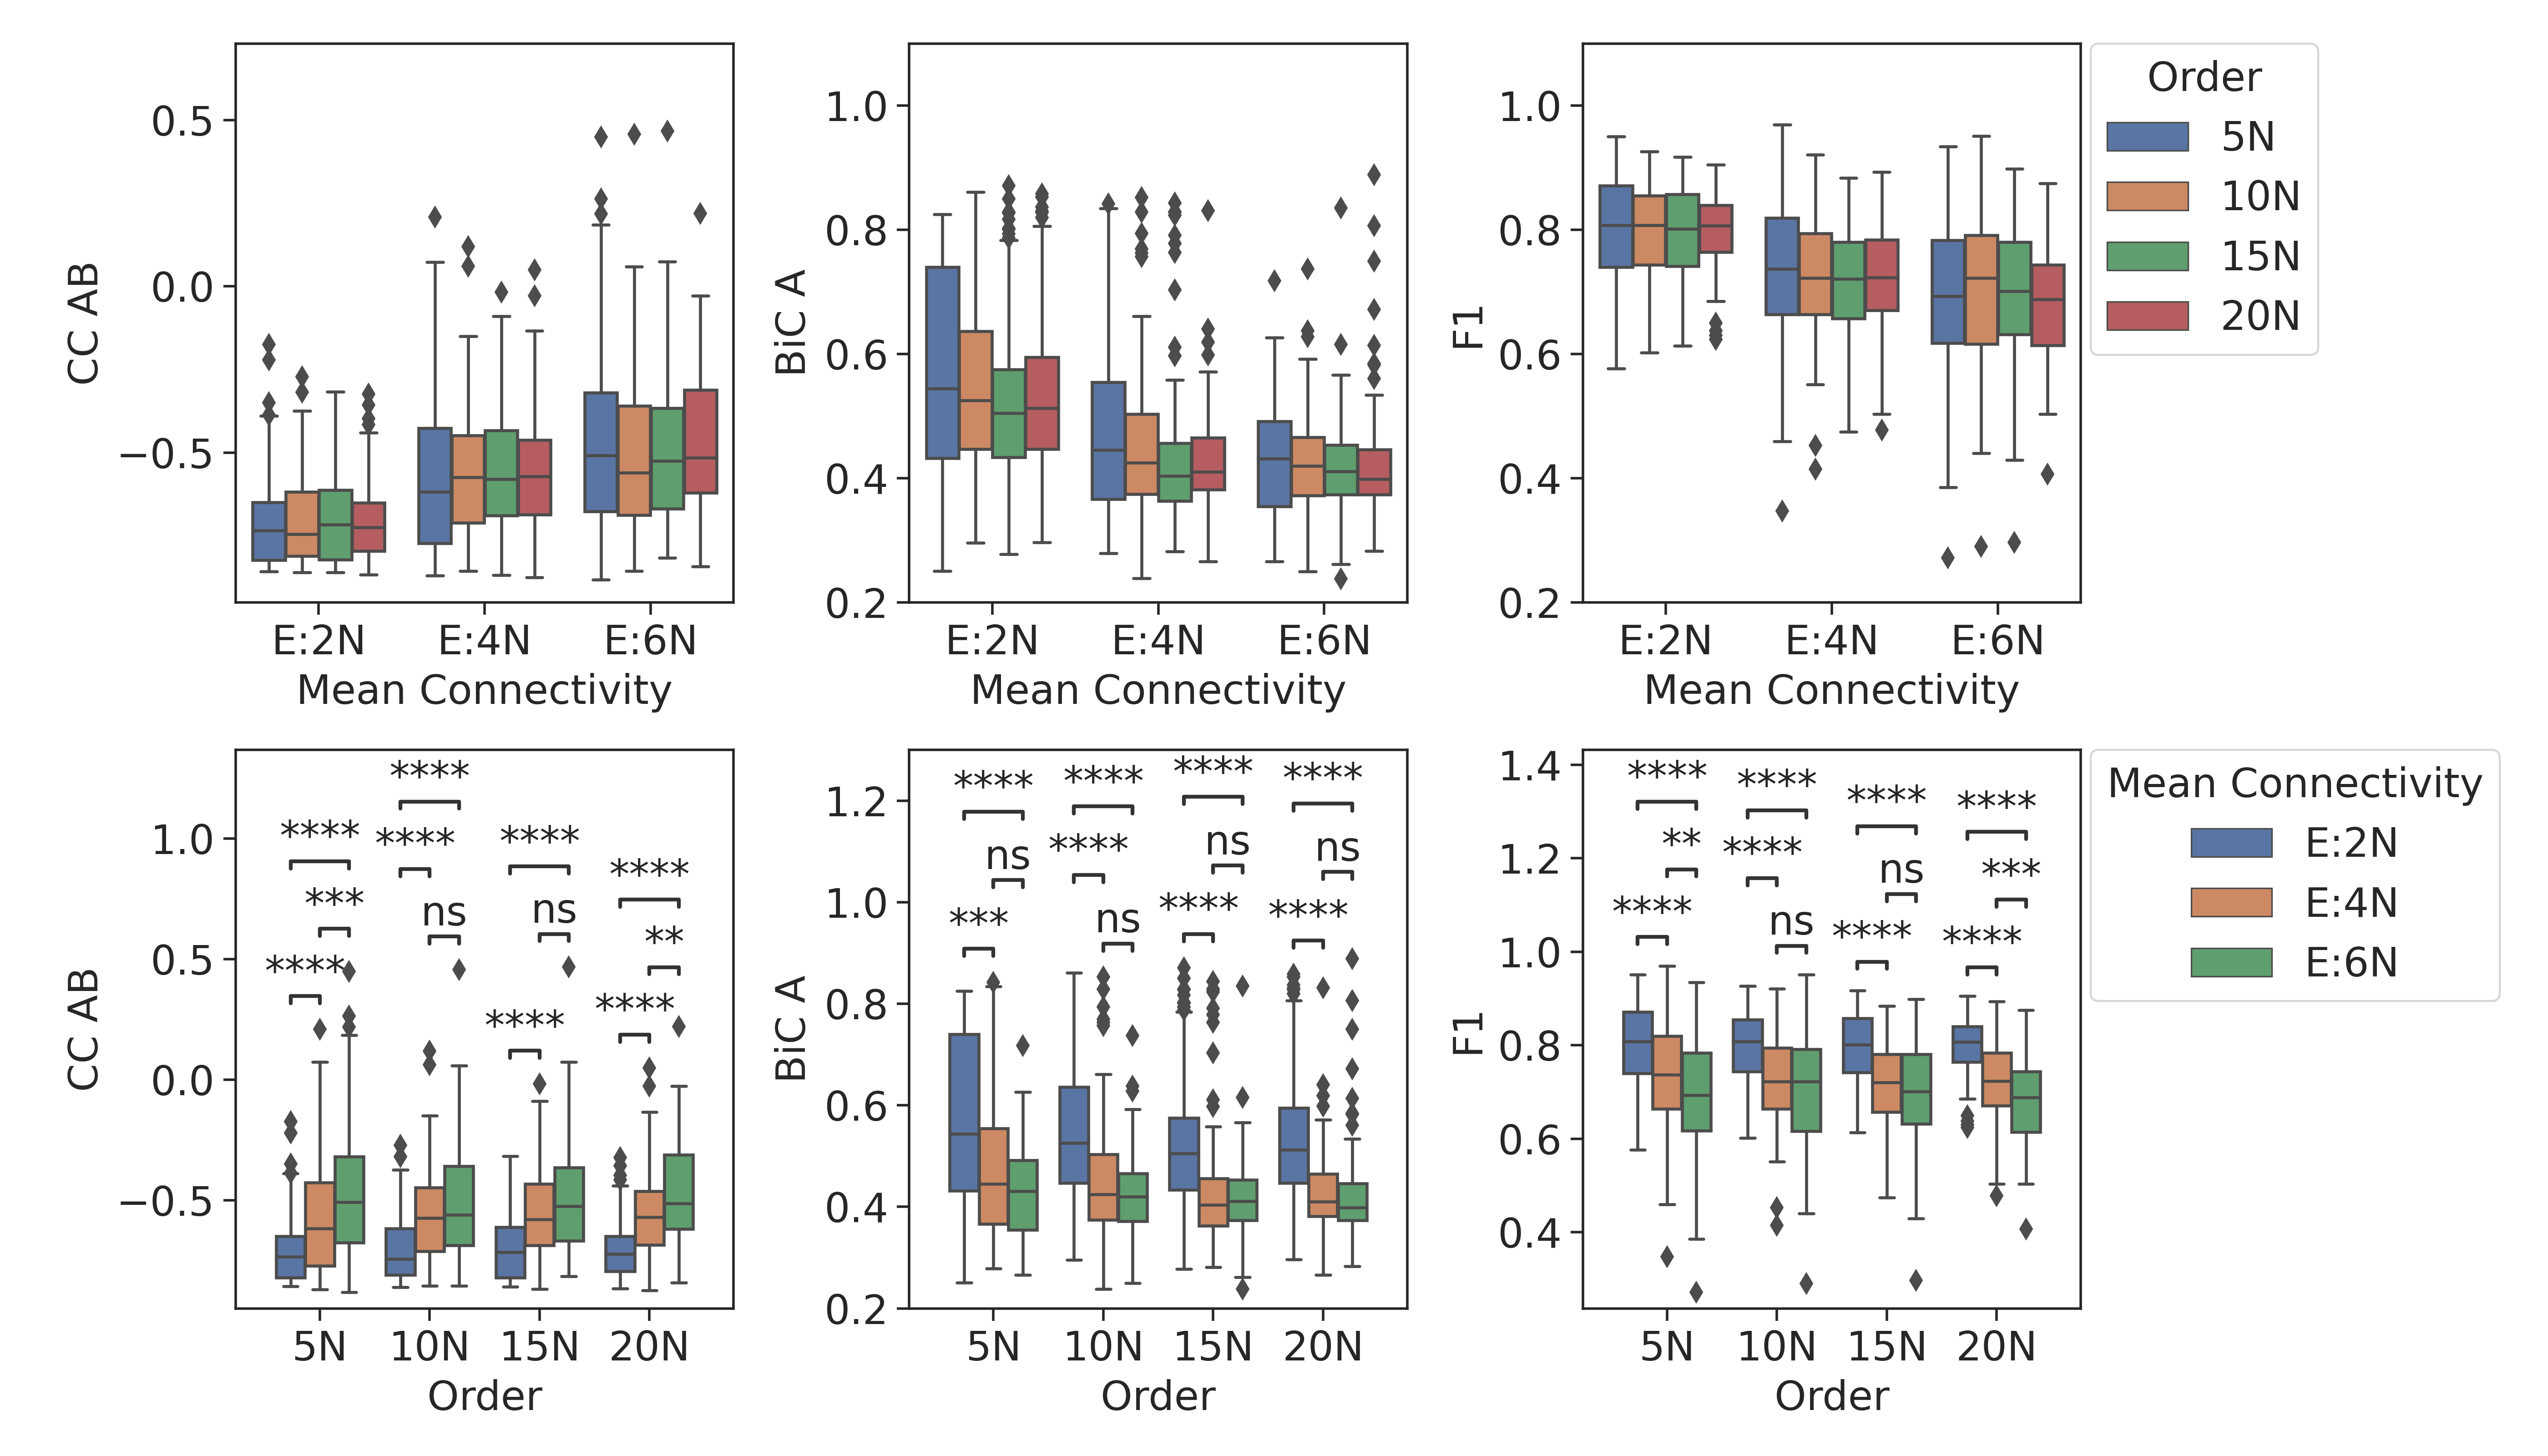 CC AB
0.5
0.0
−0.5
E:2N E:4N E:6N
Mean Connectivity
BiC A
1.0
0.8
0.6
0.4
0.2
E:2N E:4N E:6N
Mean Connectivity
F1
1.0
0.8
0.6
0.4
0.2
E:2N E:4N E:6N
Mean Connectivity
Order
5N
10N
15N
20N
CC AB
1.0
0.5
0.0
−0.5
****
**** **** ****
****
*** ns ns
**
****
****
****
5N 10N 15N 20N
Order
BiC A
1.2
1.0
0.8
0.6
0.4
0.2
**** **** **** ****
ns **** ns ns
*** ns **** ****
5N 10N 15N 20N
Order
F1
1.4
1.2
1.0
0.8
0.6
0.4
**** **** **** ****
** **** ns ***
**** ns **** ****
5N 10N 15N 20N
Order
Mean Connectivity
E:2N
E:4N
E:6N